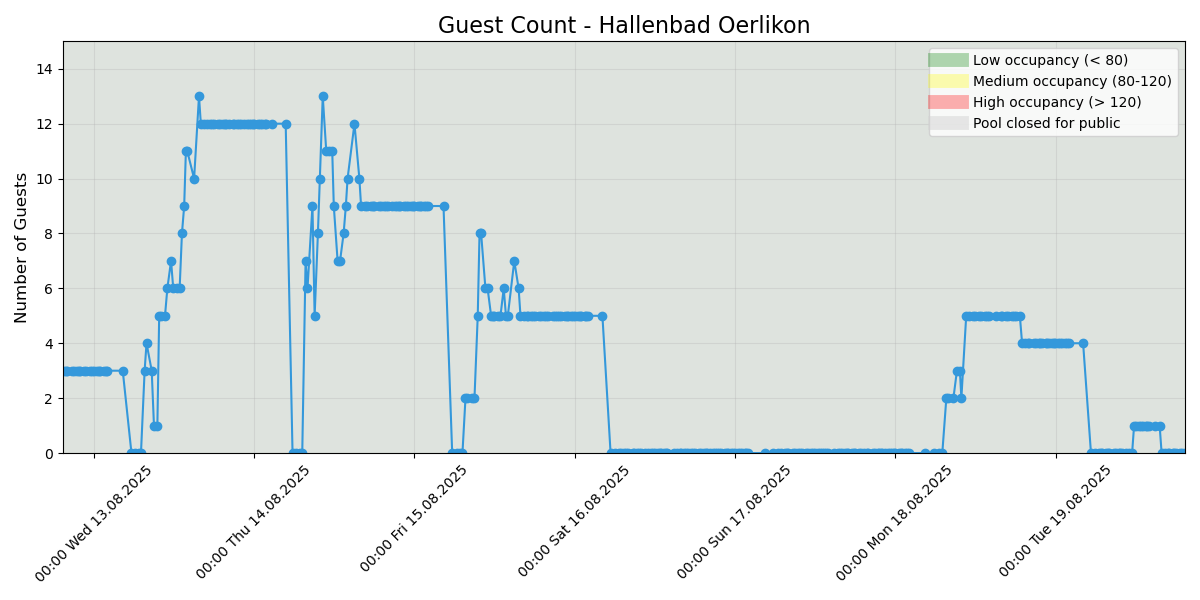 Guest Count - Hallenbad Oerlikon
Number of Guests
14
12
10
8
6
4
2
0
Low occupancy (< 80)
Medium occupancy (80-120)
High occupancy (> 120)
Pool closed for public
00:00 Wed 13.08.2025
00:00 Thu 14.08.2025
00:00 Fri 15.08.2025
00:00 Sat 16.08.2025
00:00 Sun 17.08.2025
00:00 Mon 18.08.2025
00:00 Tue 19.08.2025